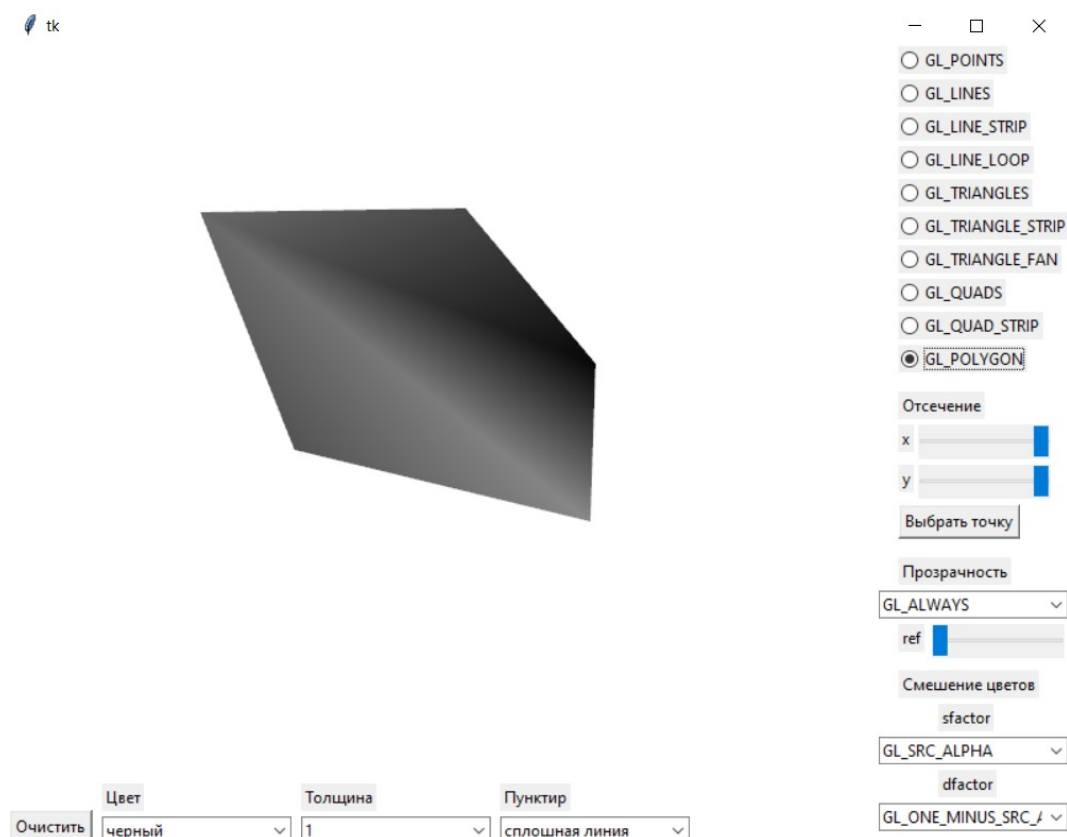 tk
GL_POINTS
GL_LINES
GL_LINE_STRIP
GL_LINE_LOOP
GL_TRIANGLES
GL_TRIANGLE_STRIP
GL_TRIANGLE_FAN
GL_QUADS
GL_QUAD_STRIP
GL_POLYGON
Отсечение
x
y
Выбрать точку
Прозрачность
GL_ALWAYS
ref
Смешение цветов
sfactor
GL_SRC_ALPHA
dfactor
GL_ONE_MINUS_SRC_A
Цвет
Толщина
Пунктир
Очистить
черный
1
сплошная линия